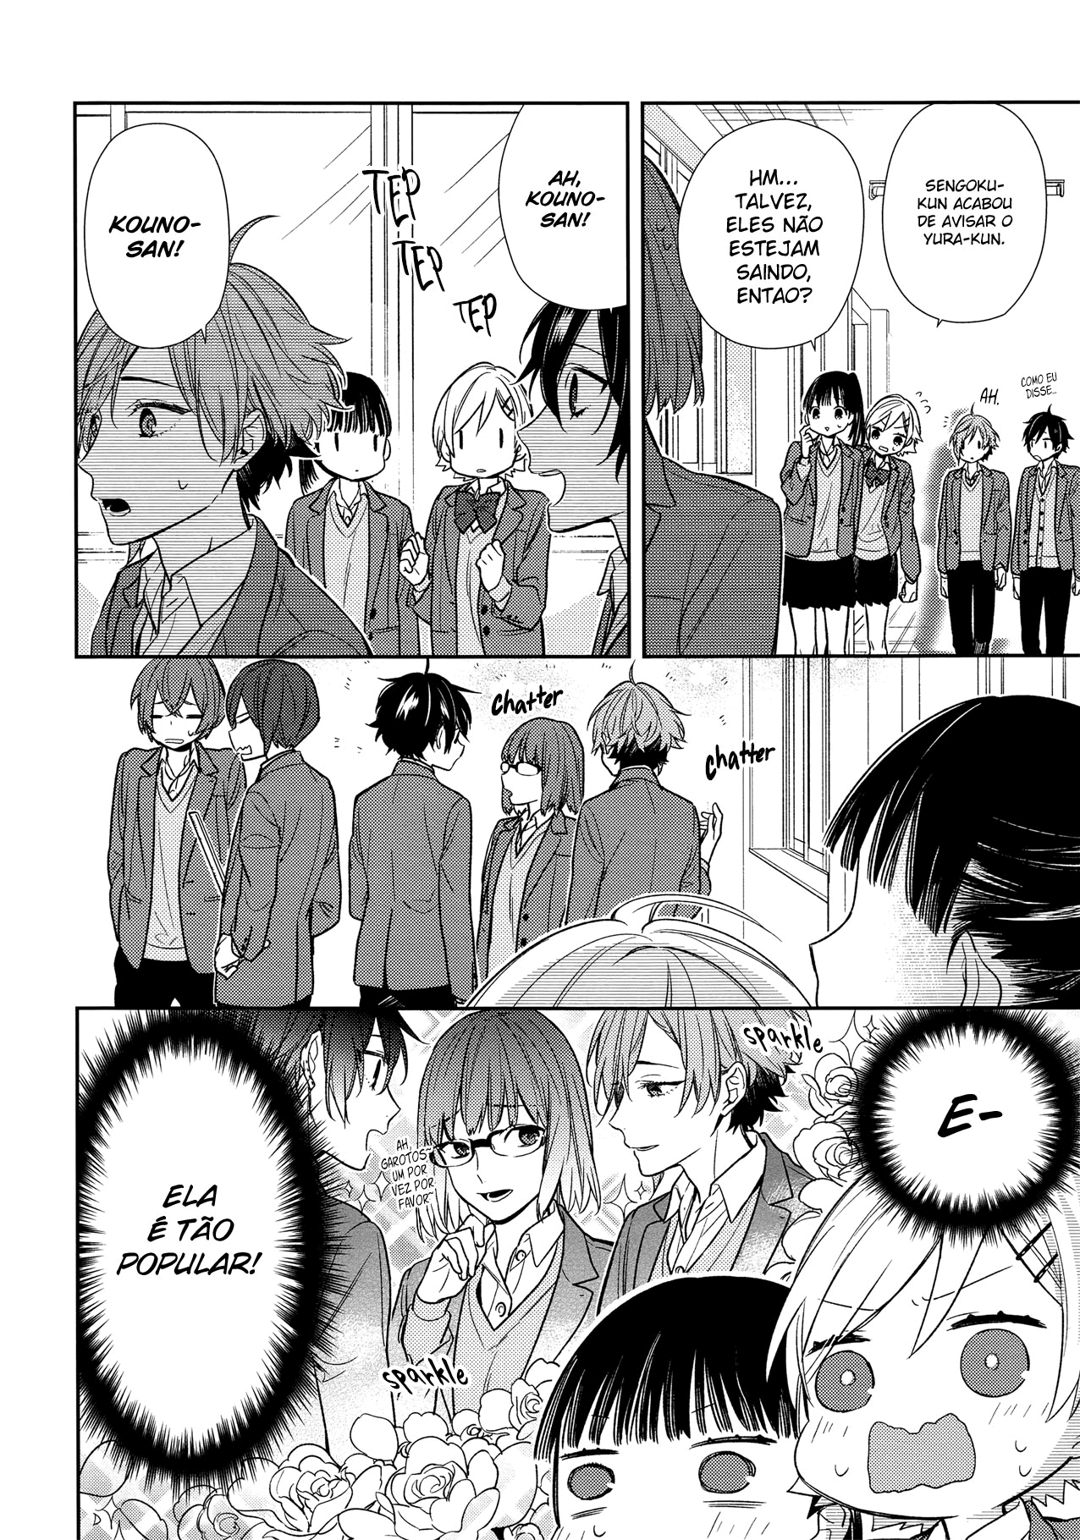 SENGOKU-
KUN ACABOU
DE AVISAR O
YURA-KUN.
HM...
TALVEZ,
ELES NÃO
ESTEJAM
SAINDO,
ENTAO?
COMO EU
DISSE...
AH.
AH,
KOUNO-
SAN!
TEP
TEP
TEP
TEP
KOUNO-
SAN!
chatter
chatter
E-
sparkle
AH,
GAROTOS~
UM POR
VEZ POR
FAVOR~
ELA
É TÃO
POPULAR!
sparkle